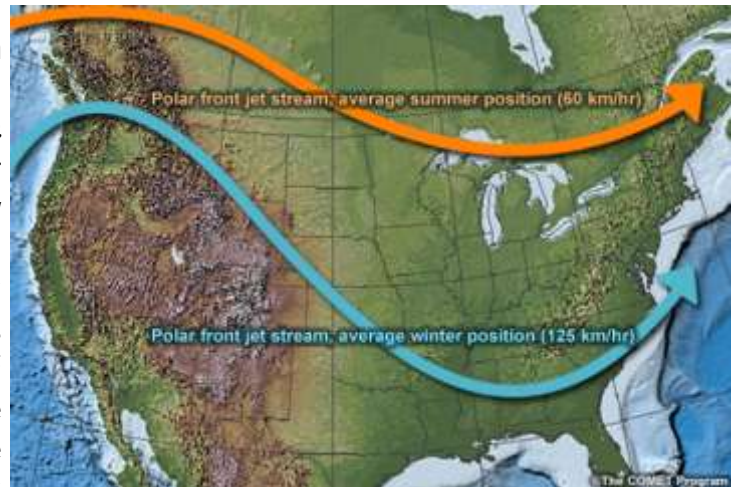 Polar front jet stream, average summer position (60 km/hr)
Polar front jet stream, average winter position (125 km/hr)
©The COMET Program